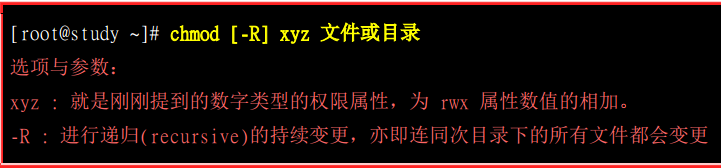 [root@study ~]# chmod [-R] xyz 文件或目录
选项与参数：
xyz : 就是刚刚提到的数字类型的权限属性，为 rwx 属性数值的相加。
-R : 进行递归(recursive)的持续变更，亦即连同次目录下的所有文件都会变更